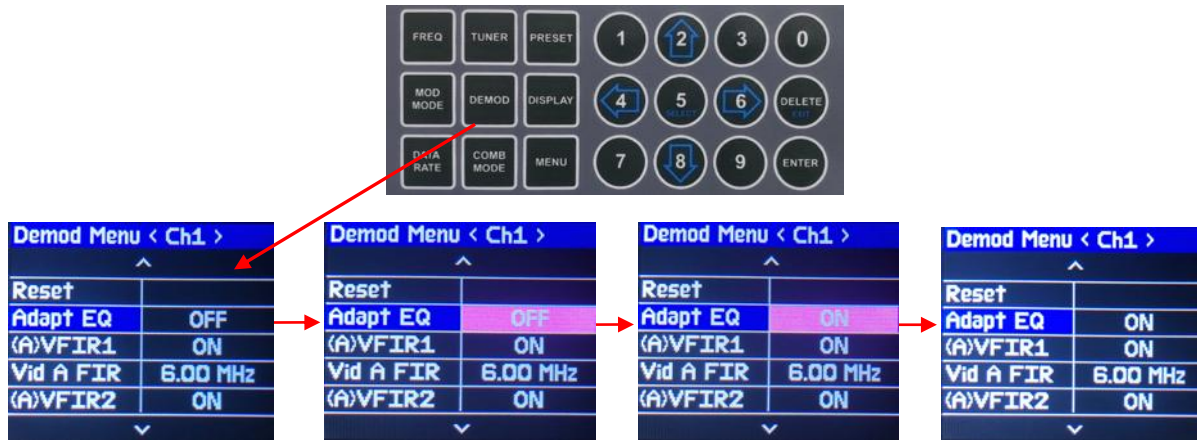 FREQ TUNER PRESET 1 2 3 0
MOD MODE DEMOD DISPLAY 4 5 SELECT 6 DELETE EXIT
DATA RATE COMB MODE MENU 7 8 9 ENTER
Demod Menu < Ch1 >
Reset
Adapt EQ OFF
(A)VFIR1 ON
Vid A FIR 6.00 MHz
(A)VFIR2 ON
Demod Menu < Ch1 >
Reset
Adapt EQ OFF
(A)VFIR1 ON
Vid A FIR 6.00 MHz
(A)VFIR2 ON
Demod Menu < Ch1 >
Reset
Adapt EQ ON
(A)VFIR1 ON
Vid A FIR 6.00 MHz
(A)VFIR2 ON
Demod Menu < Ch1 >
Reset
Adapt EQ ON
(A)VFIR1 ON
Vid A FIR 6.00 MHz
(A)VFIR2 ON